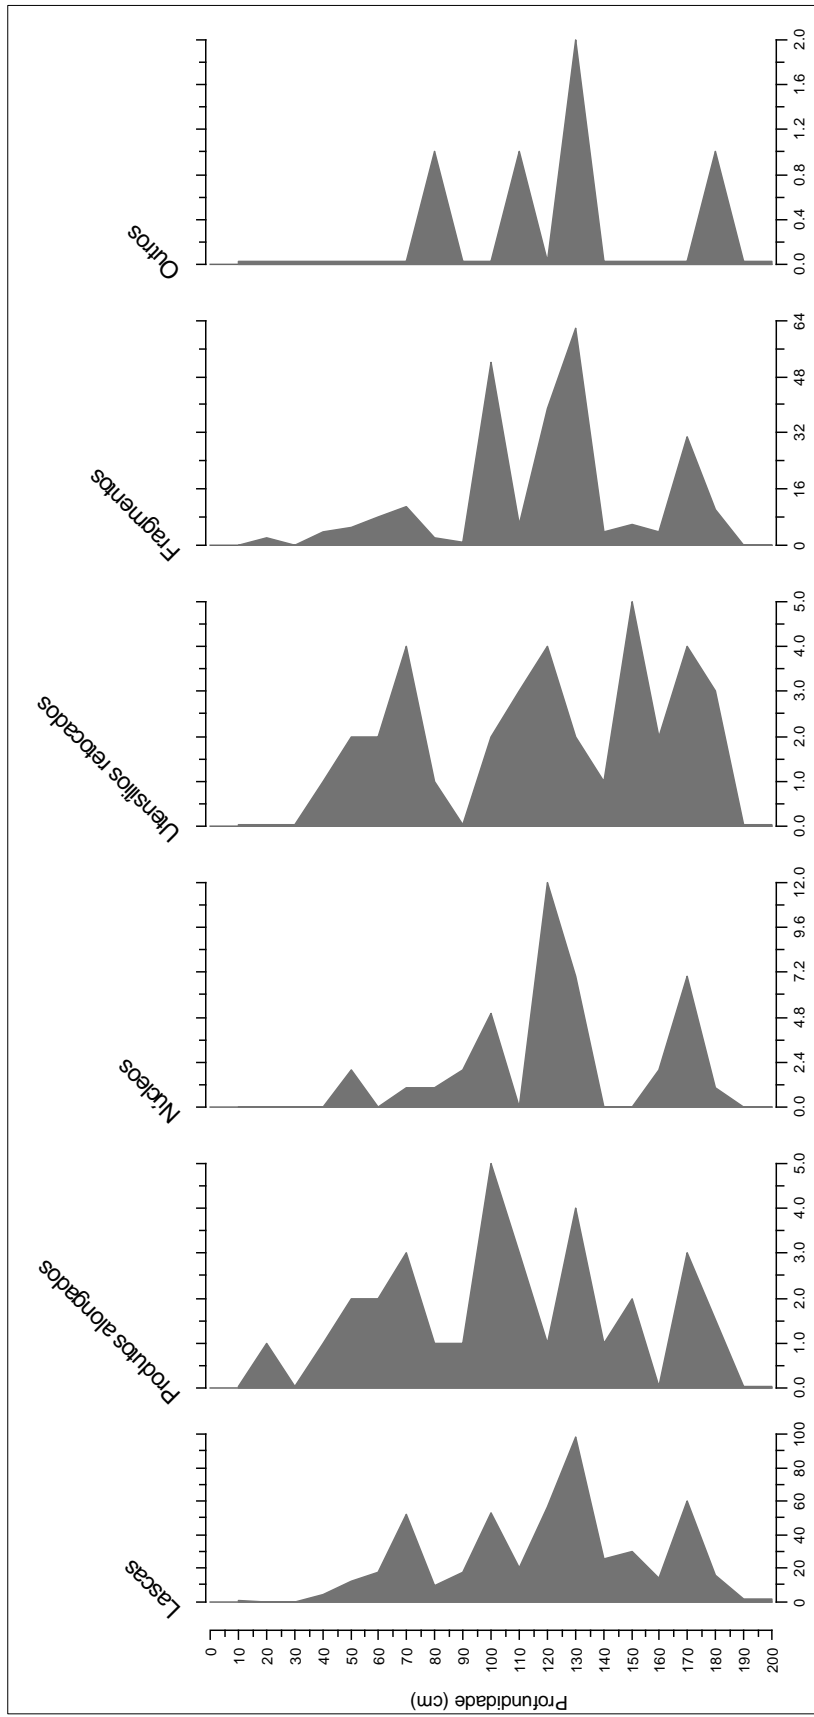 Outros
0.0 0.4 0.8 1.2 1.6 2.0
Fragmentos
0 16 32 48 64
Utensílios retocados
0.0 1.0 2.0 3.0 4.0 5.0
Núcleos
0.0 2.4 4.8 7.2 9.6 12.0
Produtos alongados
0.0 1.0 2.0 3.0 4.0 5.0
Lascas
0 20 40 60 80 100
0 10 20 30 40 50 60 70 80 90 100 110 120 130 140 150 160 170 180 190 200
Profundidade (cm)